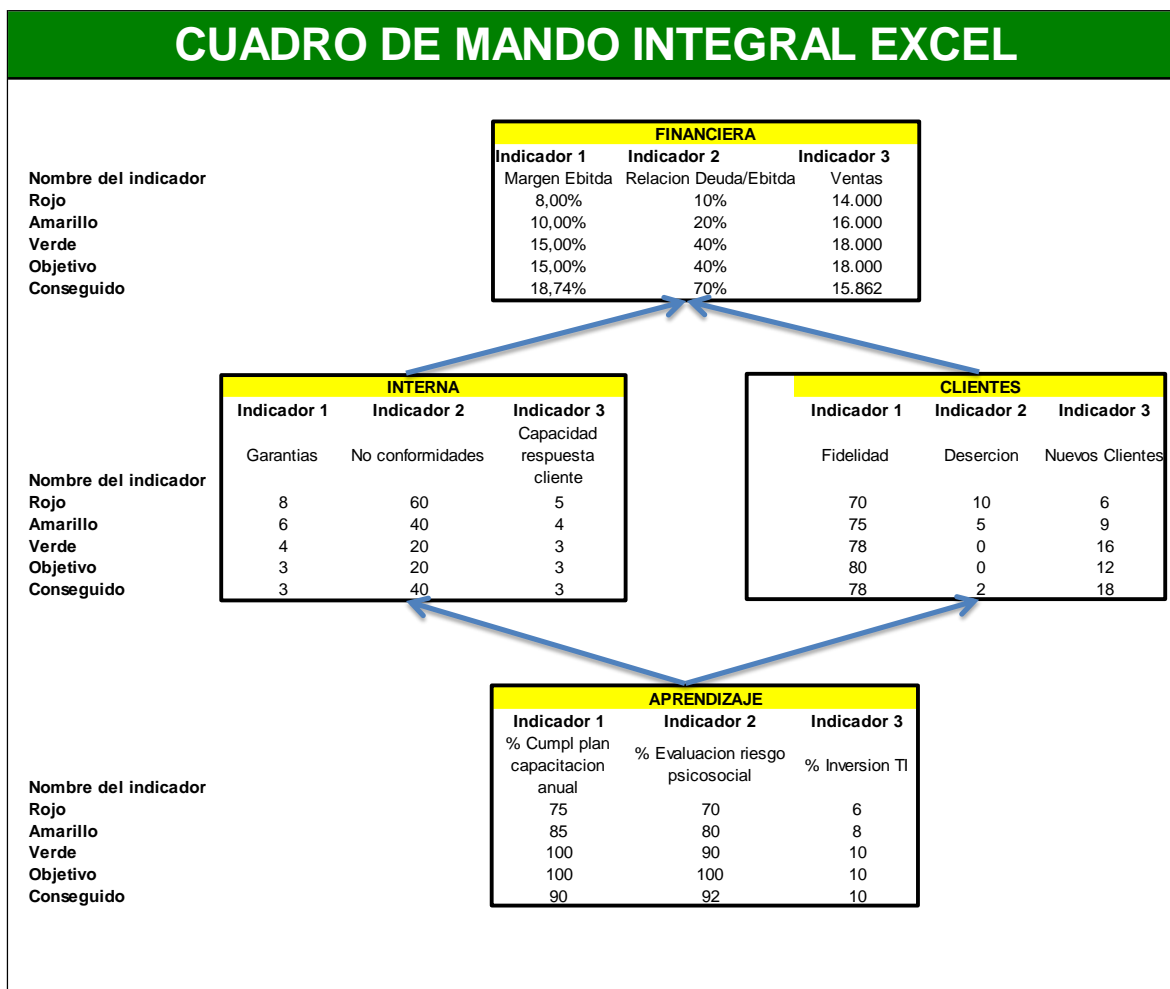 CUADRO DE MANDO INTEGRAL EXCEL
FINANCIERA
Indicador 1 Indicador 2 Indicador 3
Nombre del indicador Margen Ebitda Relacion Deuda/Ebitda Ventas
Rojo 8,00% 10% 14.000
Amarillo 10,00% 20% 16.000
Verde 15,00% 40% 18.000
Objetivo 15,00% 40% 18.000
Conseguido 18,74% 70% 15.862
INTERNA CLIENTES
Indicador 1 Indicador 2 Indicador 3 Indicador 1 Indicador 2 Indicador 3
Capacidad
Garantias No conformidades respuesta Fidelidad Desercion Nuevos Clientes
Nombre del indicador cliente
Rojo 8 60 5 70 10 6
Amarillo 6 40 4 75 5 9
Verde 4 20 3 78 0 16
Objetivo 3 20 3 80 0 12
Conseguido 3 40 3 78 2 18
APRENDIZAJE
Indicador 1 Indicador 2 Indicador 3
% Cumpl plan % Evaluacion riesgo
capacitacion psicosocial % Inversion TI
Nombre del indicador anual
Rojo 75 70 6
Amarillo 85 80 8
Verde 100 90 10
Objetivo 100 100 10
Conseguido 90 92 10